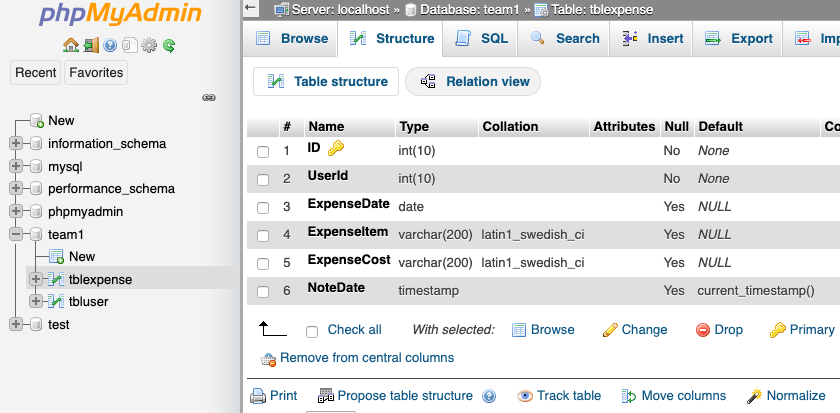 phpMyAdmin
Recent Favorites
New
information_schema
mysql
performance_schema
phpmyadmin
team1
New
tblexpense
tbluser
test
Server: localhost » Database: team1 » Table: tblexpense
Browse Structure SQL Search Insert Export
Table structure Relation view
# Name Type Collation Attributes Null Default
1 ID int(10) No None
2 UserId int(10) No None
3 ExpenseDate date Yes NULL
4 ExpenseItem varchar(200) latin1_swedish_ci Yes NULL
5 ExpenseCost varchar(200) latin1_swedish_ci Yes NULL
6 NoteDate timestamp Yes current_timestamp()
Check all With selected: Browse Change Drop Primary
Remove from central columns
Print Propose table structure Track table Move columns Normalize